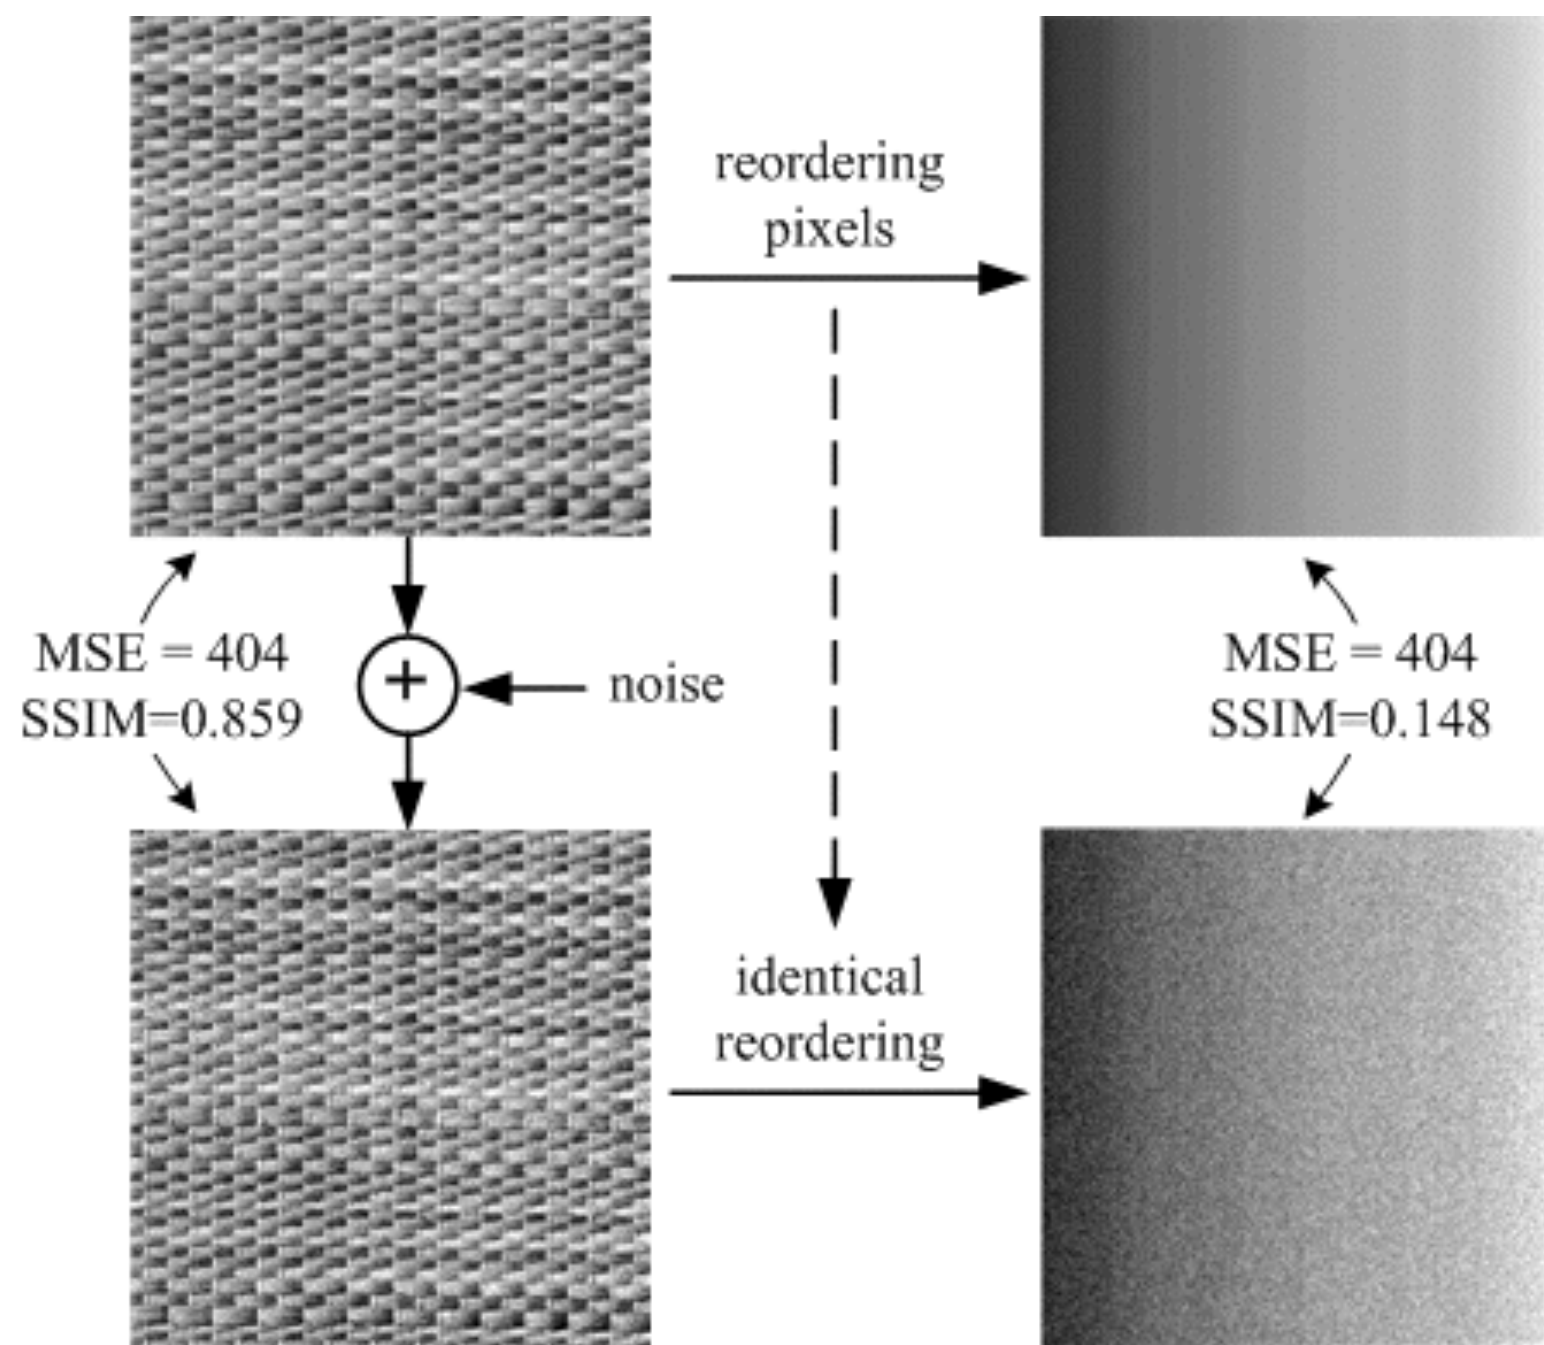 reordering
pixels
MSE = 404
SSIM=0.859
+
noise
MSE = 404
SSIM=0.148
identical
reordering